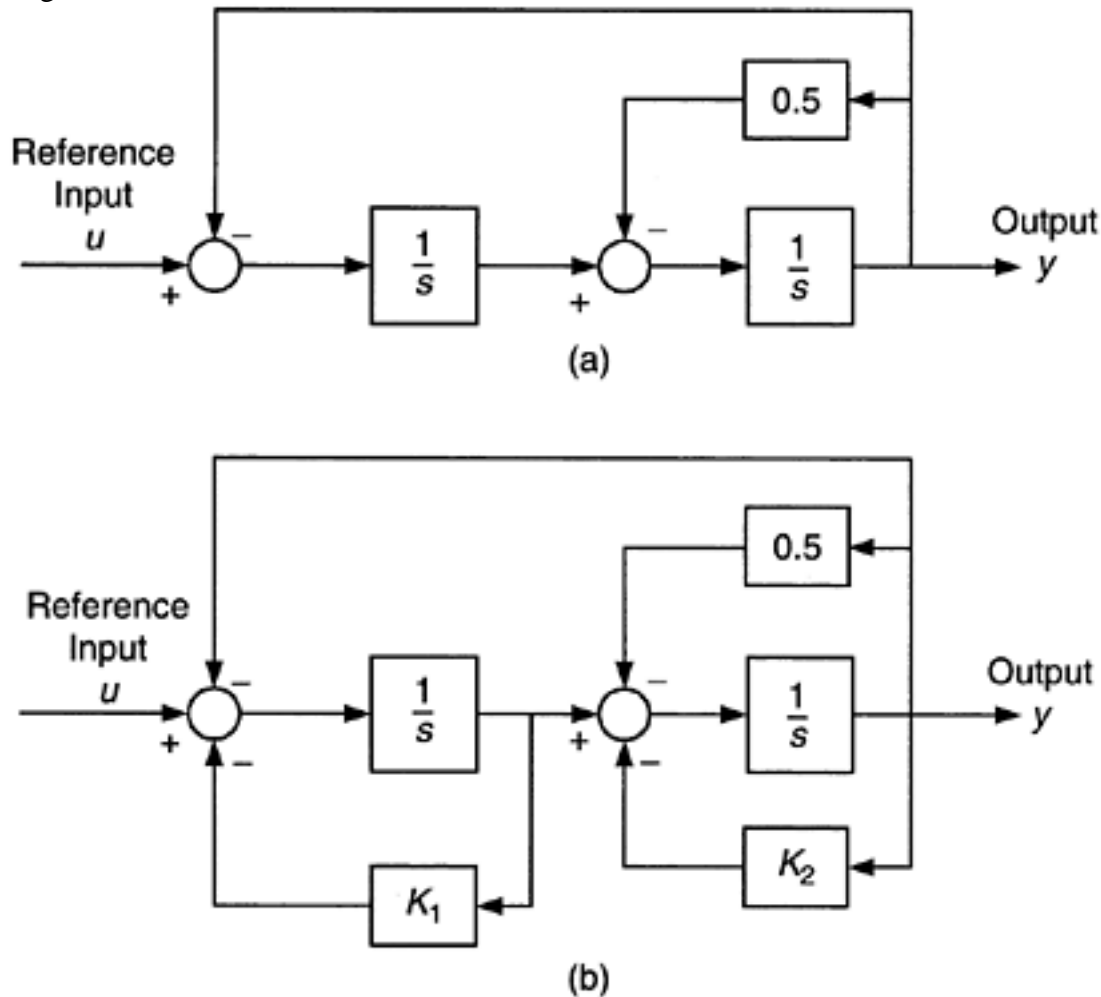 0.5
Reference
Input
u
−
+
1
s
−
+
1
s
Output
y
(a)
0.5
Reference
Input
u
−
+
−
1
s
−
+
−
1
s
Output
y
K₁
K₂
(b)